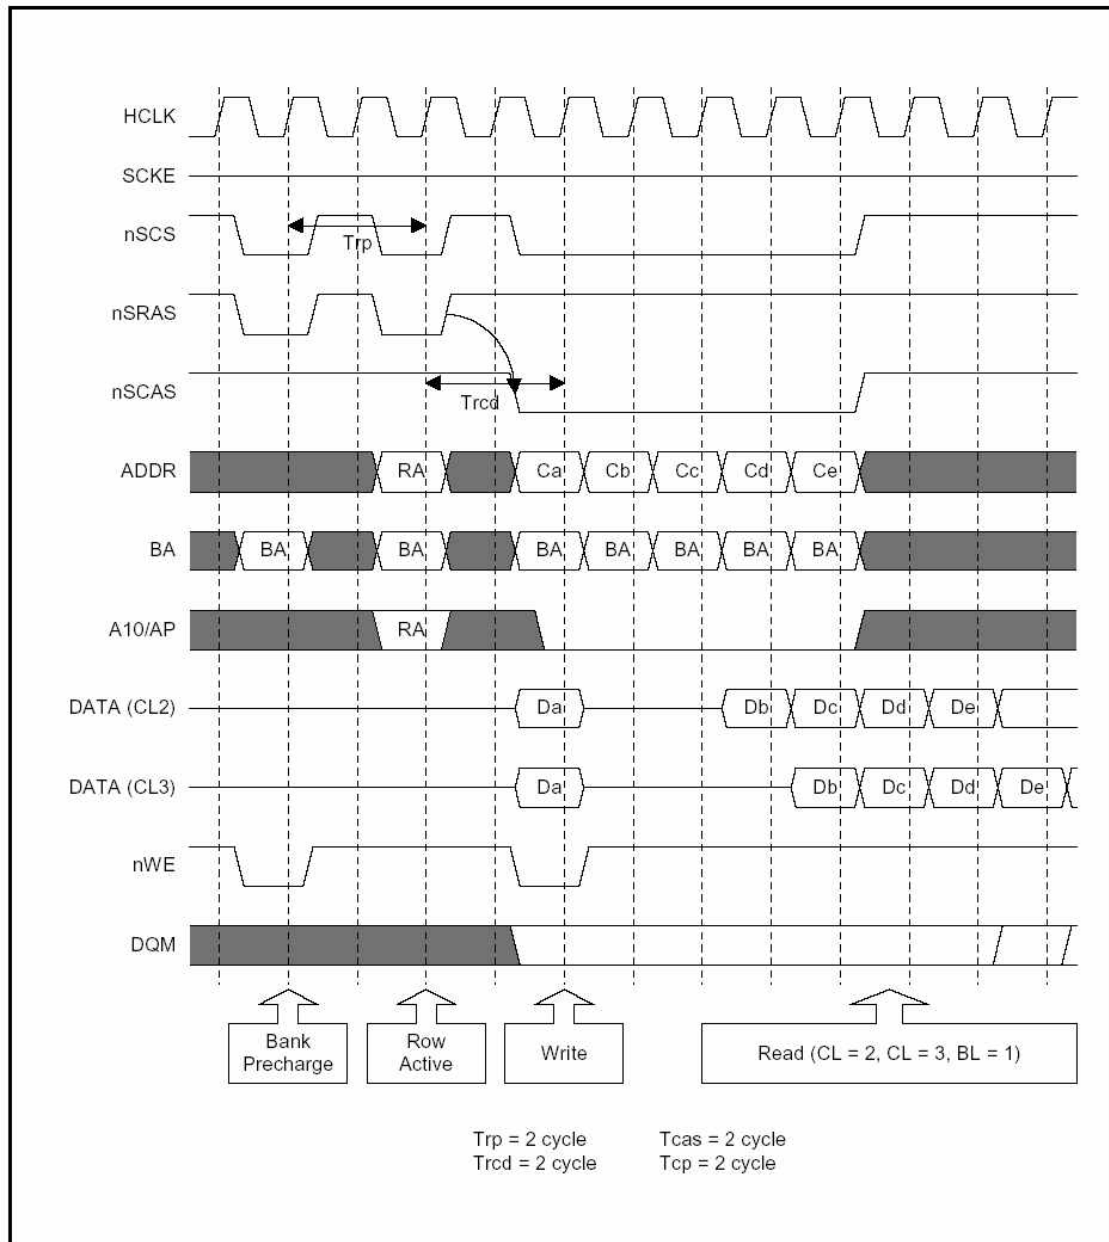 HCLK
SCKE
nSCS
Trp
nSRAS
nSCAS
Trcd
ADDR RA Ca Cb Cc Cd Ce
BA BA BA BA BA BA BA BA
A10/AP RA
DATA (CL2) Da Db Dc Dd De
DATA (CL3) Da Db Dc Dd De
nWE
DQM
Bank
Precharge
Row
Active
Write
Read (CL = 2, CL = 3, BL = 1)
Trp = 2 cycle Tcas = 2 cycle
Trcd = 2 cycle Tcp = 2 cycle